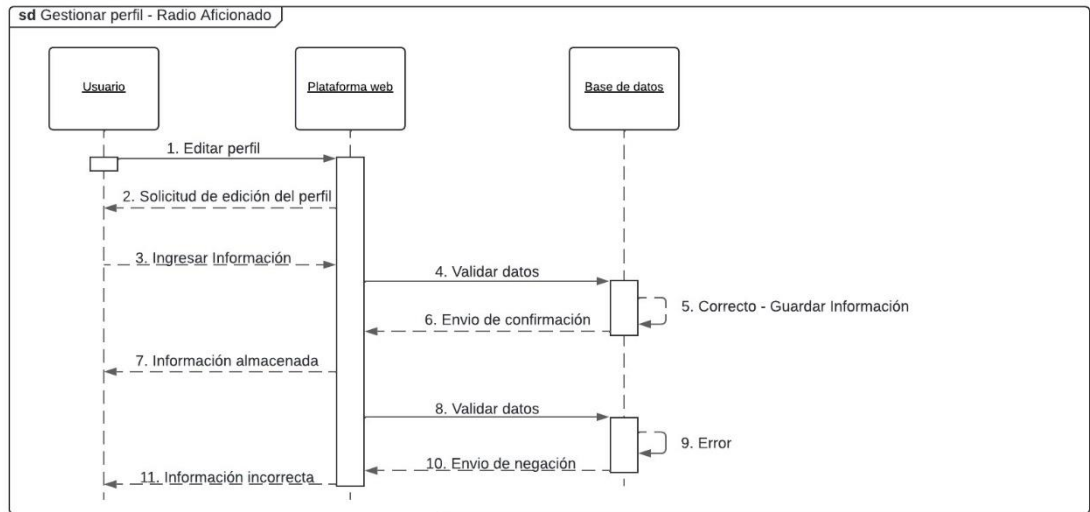 sd Gestionar perfil - Radio Aficionado
Usuario
Plataforma web
Base de datos
1. Editar perfil
2. Solicitud de edición del perfil
3. Ingresar Información
4. Validar datos
5. Correcto - Guardar Información
6. Envio de confirmación
7. Información almacenada
8. Validar datos
9. Error
10. Envio de negación
11. Información incorrecta